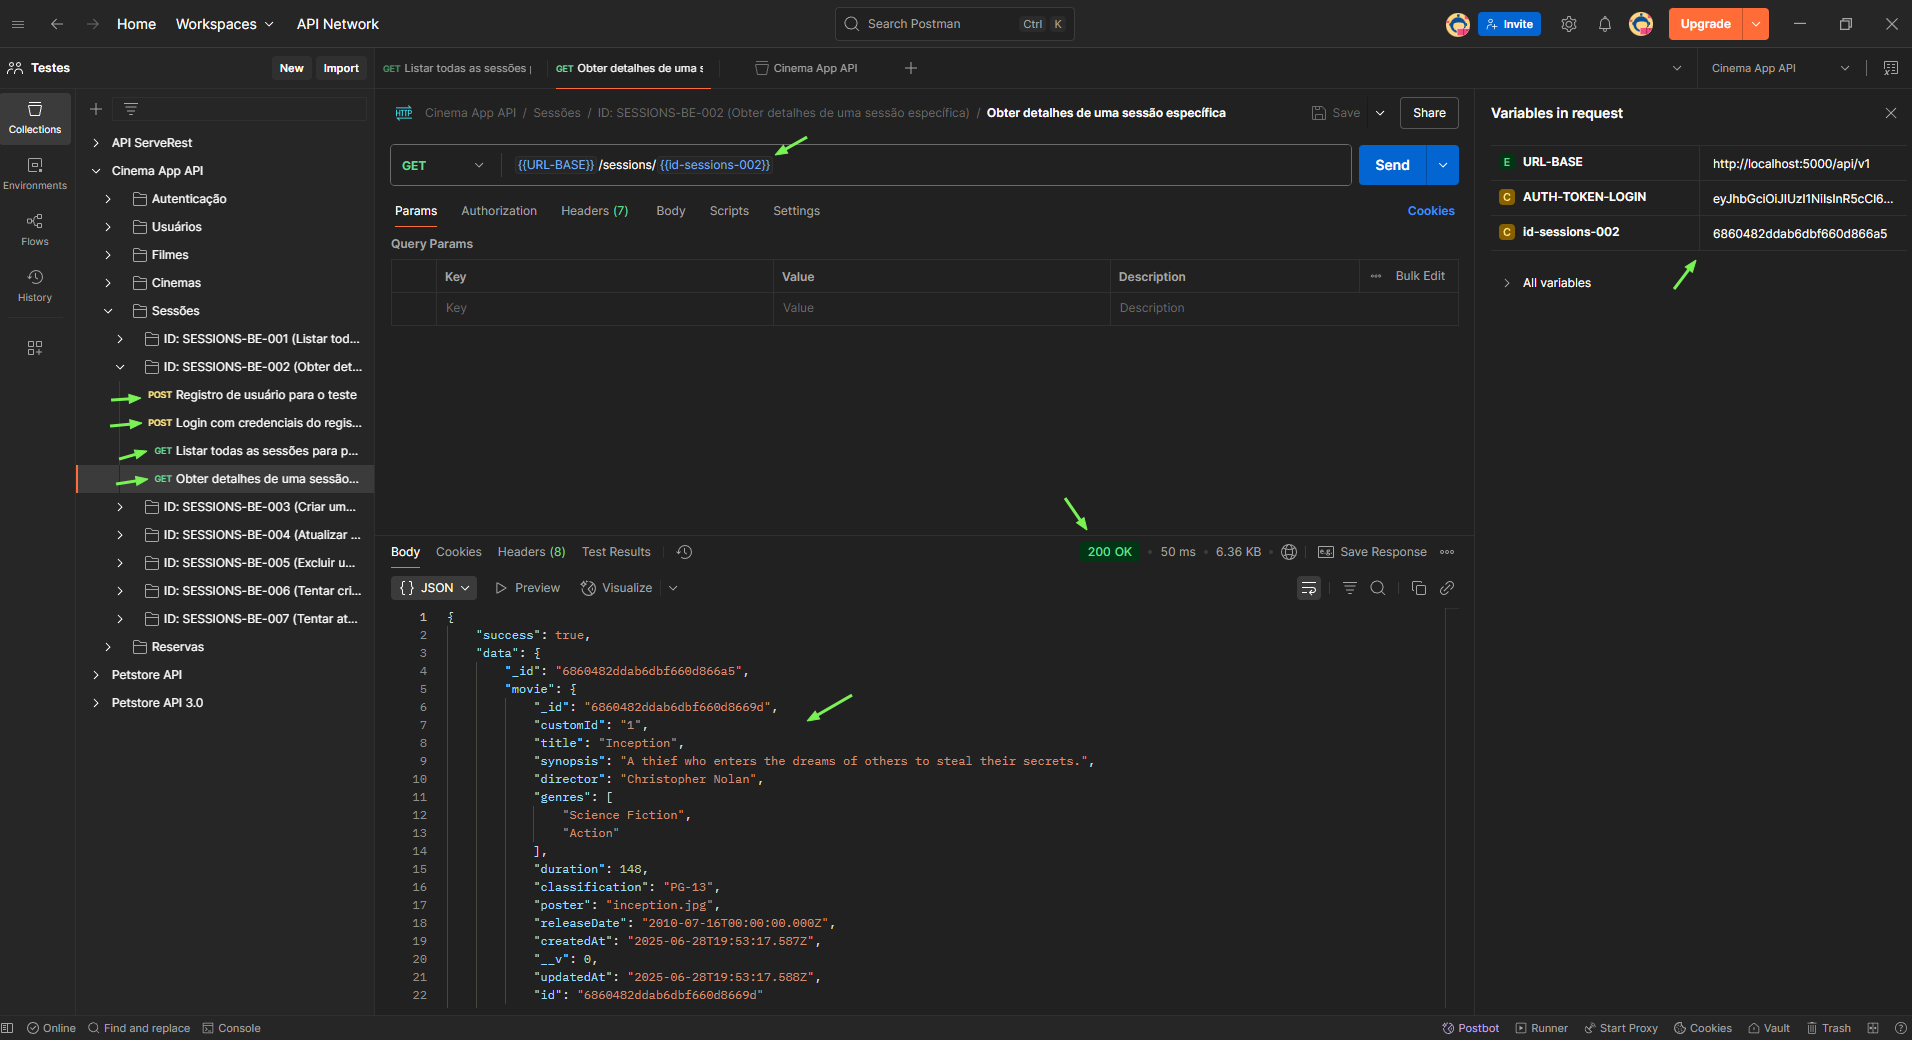 Home Workspaces API Network Search Postman Ctrl K Invite Upgrade
Testes New Import GET Listar todas as sessões GET Obter detalhes de uma s Cinema App API Cinema App API
Collections
Environments
Flows
History
API ServeRest
Cinema App API
Autenticação
Usuários
Filmes
Cinemas
Sessões
ID: SESSIONS-BE-001 (Listar tod...
ID: SESSIONS-BE-002 (Obter det...
POST Registro de usuário para o teste
POST Login com credenciais do regis...
GET Listar todas as sessões para p...
GET Obter detalhes de uma sessão...
ID: SESSIONS-BE-003 (Criar um...
ID: SESSIONS-BE-004 (Atualizar ...
ID: SESSIONS-BE-005 (Excluir u...
ID: SESSIONS-BE-006 (Tentar cri...
ID: SESSIONS-BE-007 (Tentar at...
Reservas
Petstore API
Petstore API 3.0
HTTP Cinema App API / Sessões / ID: SESSIONS-BE-002 (Obter detalhes de uma sessão específica) / Obter detalhes de uma sessão específica Save Share
GET {{URL-BASE}} /sessions/ {{id-sessions-002}} Send
Params Authorization Headers (7) Body Scripts Settings Cookies
Query Params
Key Value Description Bulk Edit
Key Value Description
Body Cookies Headers (8) Test Results 200 OK 50 ms 6.36 KB e.g. Save Response
{} JSON Preview Visualize
1 {
2 "success": true,
3 "data": {
4 "_id": "6860482ddab6dbf660d866a5",
5 "movie": {
6 "_id": "6860482ddab6dbf660d8669d",
7 "customId": "1",
8 "title": "Inception",
9 "synopsis": "A thief who enters the dreams of others to steal their secrets.",
10 "director": "Christopher Nolan",
11 "genres": [
12 "Science Fiction",
13 "Action"
14 ],
15 "duration": 148,
16 "classification": "PG-13",
17 "poster": "inception.jpg",
18 "releaseDate": "2010-07-16T00:00:00.000Z",
19 "createdAt": "2025-06-28T19:53:17.587Z",
20 "__v": 0,
21 "updatedAt": "2025-06-28T19:53:17.588Z",
22 "id": "6860482ddab6dbf660d8669d"
Variables in request
E URL-BASE http://localhost:5000/api/v1
C AUTH-TOKEN-LOGIN eyJhbGciOiJIUzI1NiIsInR5cCI6...
C id-sessions-002 6860482ddab6dbf660d866a5
All variables
Online Find and replace Console Postbot Runner Start Proxy Cookies Vault Trash